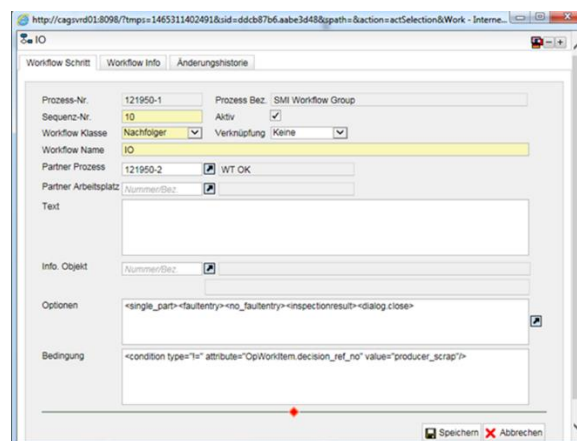 http://cagsvrd01:8098/?tmps=1465311402491&sid=ddcb87b6.aabe3d48&spath=&action=actSelection&Work - Interne...
IO
Workflow Schritt Workflow Info Änderungshistorie
Prozess-Nr. 121950-1 Prozess Bez. SMI Workflow Group
Sequenz-Nr. 10 Aktiv
Workflow Klasse Nachfolger Verknüpfung Keine
Workflow Name IO
Partner Prozess 121950-2 WT OK
Partner Arbeitsplatz Nummer/Bez.
Text
Info. Objekt Nummer/Bez.
Optionen <single_part><faultentry><no_faultentry><inspectionresult><dialog.close>
Bedingung <condition type="!=" attribute="OpWorkItem.decision_ref_no" value="producer_scrap"/>
Speichern Abbrechen